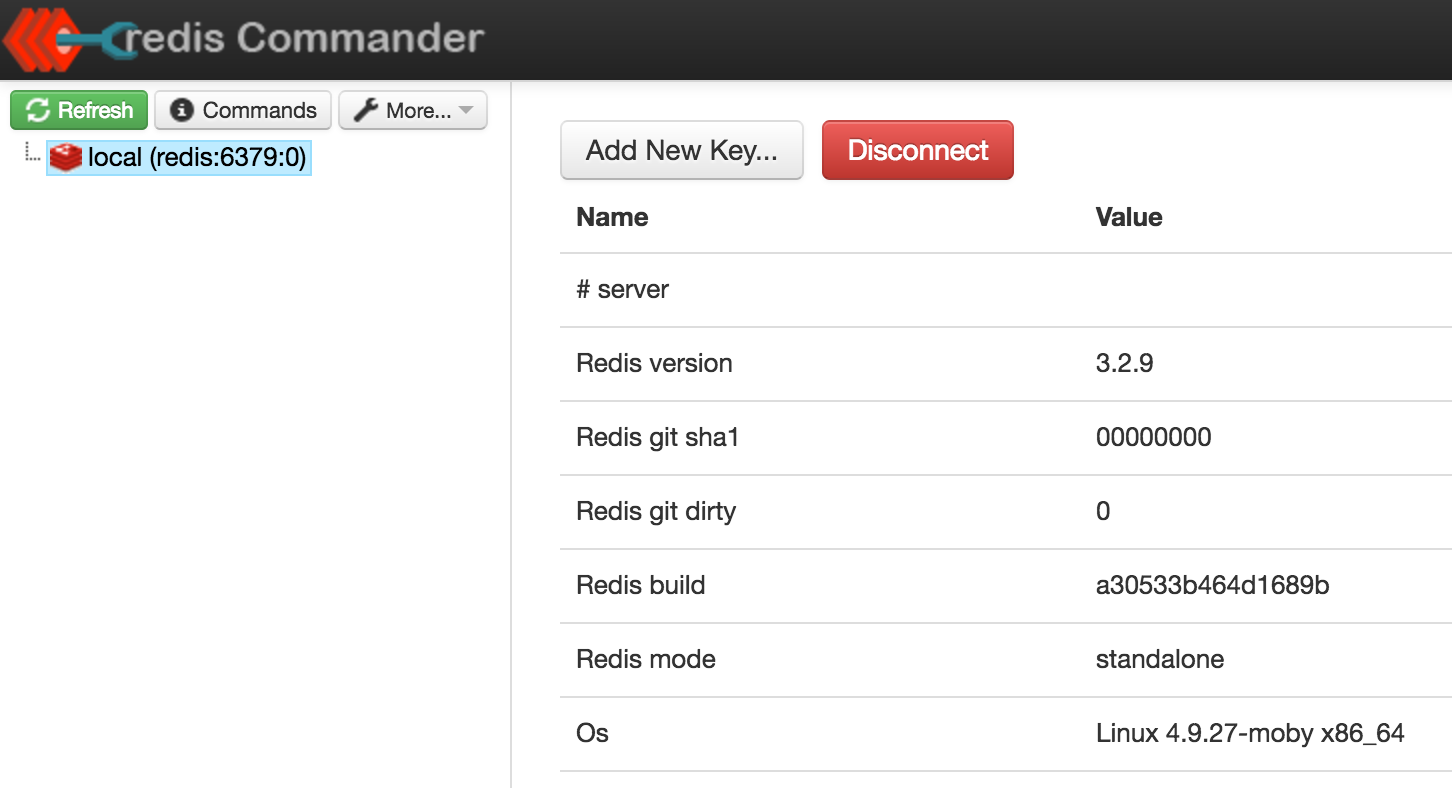 redis Commander
Refresh Commands More...
local (redis:6379:0)
Add New Key... Disconnect
Name Value
# server
Redis version 3.2.9
Redis git sha1 00000000
Redis git dirty 0
Redis build a30533b464d1689b
Redis mode standalone
Os Linux 4.9.27-moby x86_64